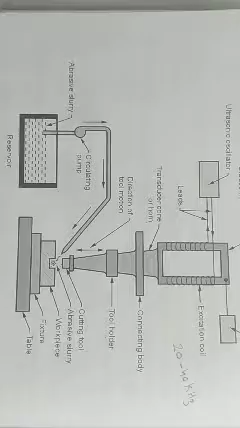 Ultrasonic oscillator
Leads
Excitation coil
20-40 KHz
Transducer cone
or horn
Connecting body
Tool holder
Direction of
tool motion
Circulating
pump
Abrasive slurry
Reservoir
Cutting tool
Abrasive slurry
Workpiece
Fixture
Table